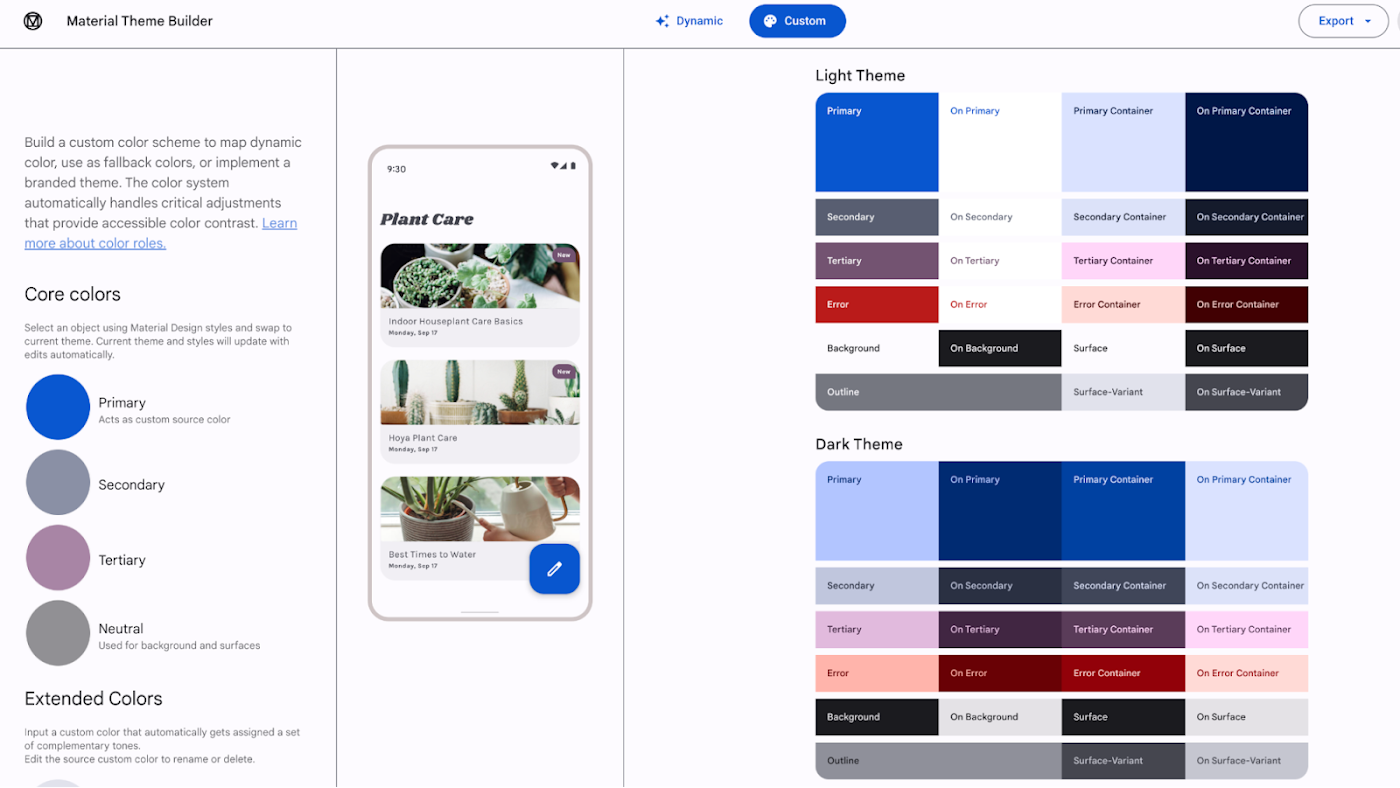 Material Theme Builder
Dynamic
Custom
Export
Build a custom color scheme to map dynamic
color, use as fallback colors, or implement a
branded theme. The color system
automatically handles critical adjustments
that provide accessible color contrast. Learn
more about color roles.
Core colors
Select an object using Material Design styles and swap to
current theme. Current theme and styles will update with
edits automatically.
Primary
Acts as custom source color
Secondary
Tertiary
Neutral
Used for background and surfaces
Extended Colors
Input a custom color that automatically gets assigned a set
of complementary tones.
Edit the source custom color to rename or delete.
9:30
Plant Care
New
Indoor Houseplant Care Basics
Monday, Sep 17
New
Hoya Plant Care
Monday, Sep 17
Best Times to Water
Monday, Sep 17
Light Theme
Primary
On Primary
Primary Container
On Primary Container
Secondary
On Secondary
Secondary Container
On Secondary Container
Tertiary
On Tertiary
Tertiary Container
On Tertiary Container
Error
On Error
Error Container
On Error Container
Background
On Background
Surface
On Surface
Outline
Surface-Variant
On Surface-Variant
Dark Theme
Primary
On Primary
Primary Container
On Primary Container
Secondary
On Secondary
Secondary Container
On Secondary Container
Tertiary
On Tertiary
Tertiary Container
On Tertiary Container
Error
On Error
Error Container
On Error Container
Background
On Background
Surface
On Surface
Outline
Surface-Variant
On Surface-Variant